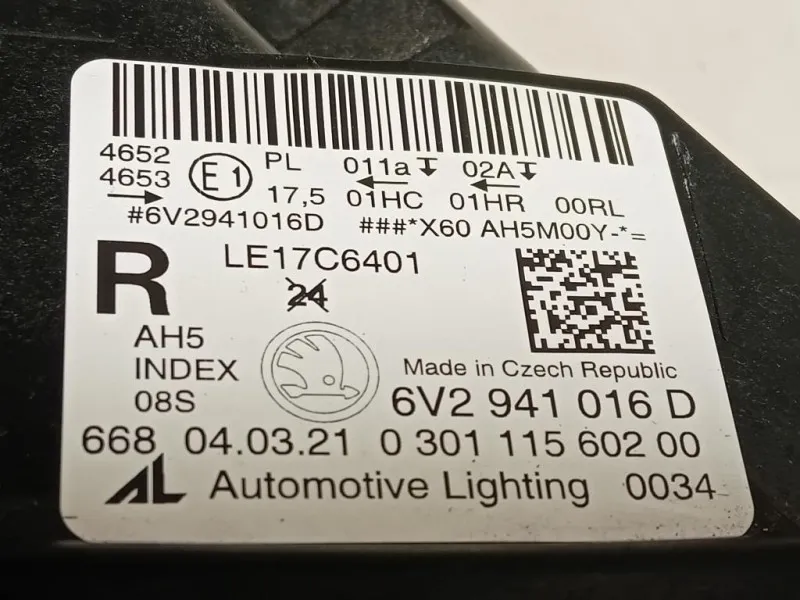 4652 E1 PL 011a 02A
4653 17,5 01HC 01HR 00RL
#6V2941016D ###*X60 AH5M00Y-*=
R LE17C6401
24
AH5
INDEX Made in Czech Republic
08S 6V2 941 016 D
668 04.03.21 0 301 115 602 00
AL Automotive Lighting 0034